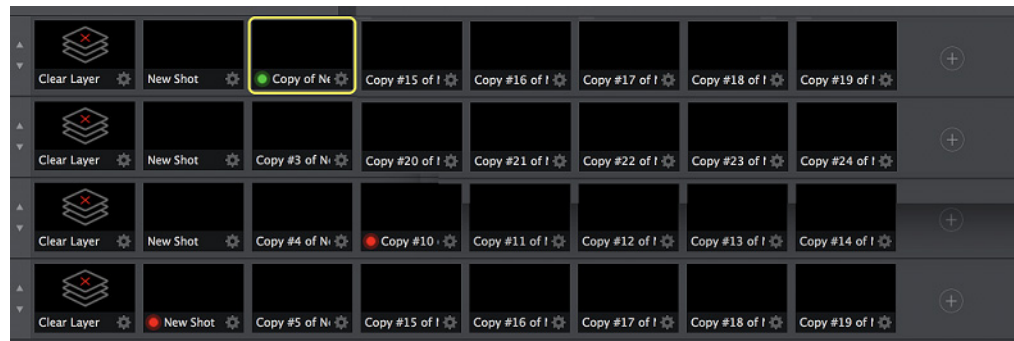 Clear Layer New Shot Copy of Ne Copy #15 of Copy #16 of Copy #17 of Copy #18 of Copy #19 of
Clear Layer New Shot Copy #3 of Copy #20 of Copy #21 of Copy #22 of Copy #23 of Copy #24 of
Clear Layer New Shot Copy #4 of Copy #10 Copy #11 of Copy #12 of Copy #13 of Copy #14 of
Clear Layer New Shot Copy #5 of Copy #15 of Copy #16 of Copy #17 of Copy #18 of Copy #19 of